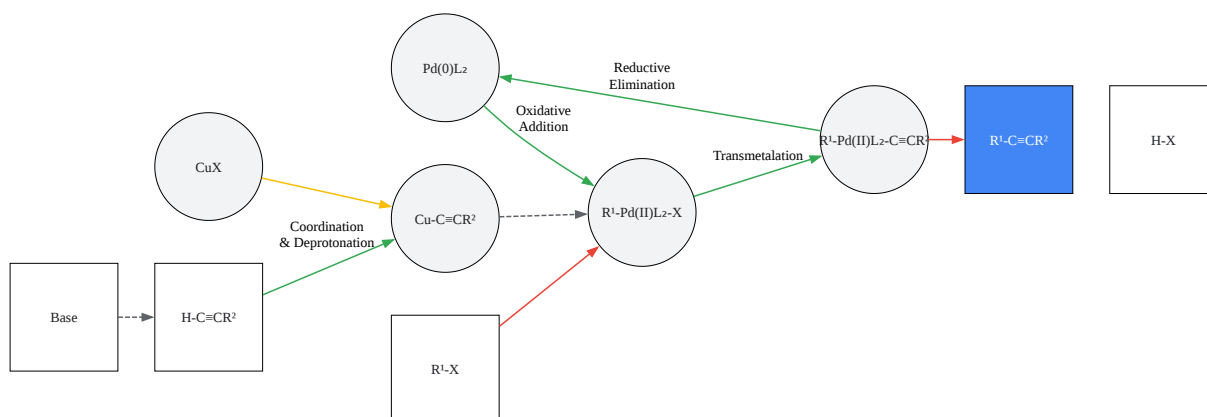 Pd(0)L₂
Reductive
Elimination
Oxidative
Addition
CuX
R¹-Pd(II)L₂-C≡CR²
R¹-C≡CR²
H-X
Transmetalation
Cu-C≡CR²
R¹-Pd(II)L₂-X
Coordination
& Deprotonation
Base
H-C≡CR²
R¹-X